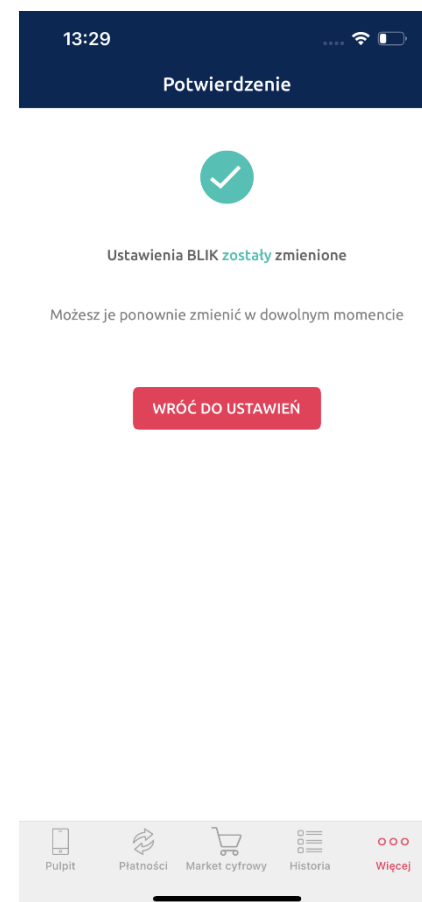 13:29
Potwierdzenie
Ustawienia BLIK zostały zmienione
Możesz je ponownie zmienić w dowolnym momencie
WRÓĆ DO USTAWIEŃ
Pulpit Płatności Market cyfrowy Historia Więcej